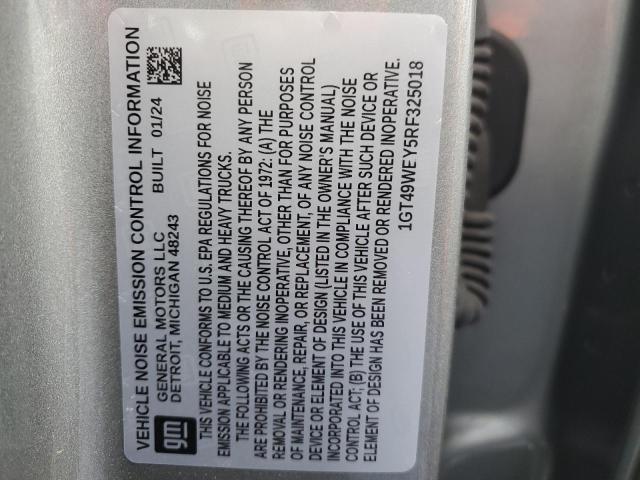 VEHICLE NOISE EMISSION CONTROL INFORMATION
gm
GENERAL MOTORS LLC
DETROIT, MICHIGAN 48243
BUILT 01/24
THIS VEHICLE CONFORMS TO U.S. EPA REGULATIONS FOR NOISE
EMISSION APPLICABLE TO MEDIUM AND HEAVY TRUCKS.
THE FOLLOWING ACTS OR THE CAUSING THEREOF BY ANY PERSON
ARE PROHIBITED BY THE NOISE CONTROL ACT OF 1972: (A) THE
REMOVAL OR RENDERING INOPERATIVE, OTHER THAN FOR PURPOSES
OF MAINTENANCE, REPAIR, OR REPLACEMENT, OF ANY NOISE CONTROL
DEVICE OR ELEMENT OF DESIGN (LISTED IN THE OWNER'S MANUAL)
INCORPORATED INTO THIS VEHICLE IN COMPLIANCE WITH THE NOISE
CONTROL ACT; (B) THE USE OF THIS VEHICLE AFTER SUCH DEVICE OR
ELEMENT OF DESIGN HAS BEEN REMOVED OR RENDERED INOPERATIVE.
1GT49WEY5RF325018